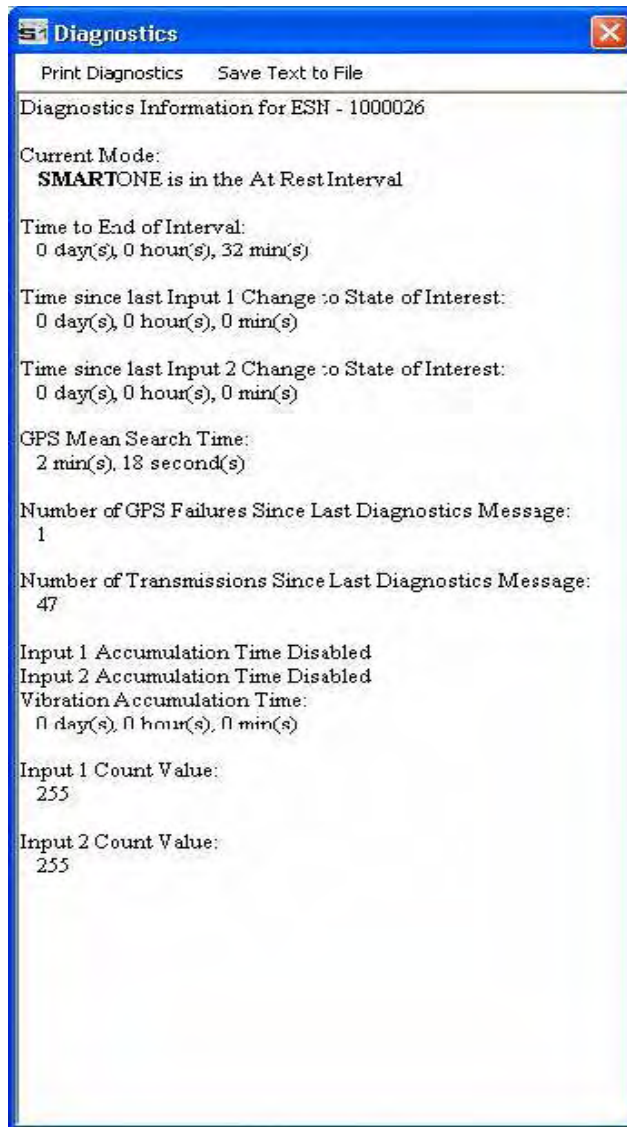 Diagnostics
Print Diagnostics Save Text to File
Diagnostics Information for ESN - 1000026
Current Mode:
SMARTONE is in the At Rest Interval
Time to End of Interval:
0 day(s), 0 hour(s), 32 min(s)
Time since last Input 1 Change to State of Interest:
0 day(s), 0 hour(s), 0 min(s)
Time since last Input 2 Change to State of Interest:
0 day(s), 0 hour(s), 0 min(s)
GPS Mean Search Time:
2 min(s), 18 second(s)
Number of GPS Failures Since Last Diagnostics Message:
1
Number of Transmissions Since Last Diagnostics Message:
47
Input 1 Accumulation Time Disabled
Input 2 Accumulation Time Disabled
Vibration Accumulation Time:
0 day(s), 0 hour(s), 0 min(s)
Input 1 Count Value:
255
Input 2 Count Value:
255